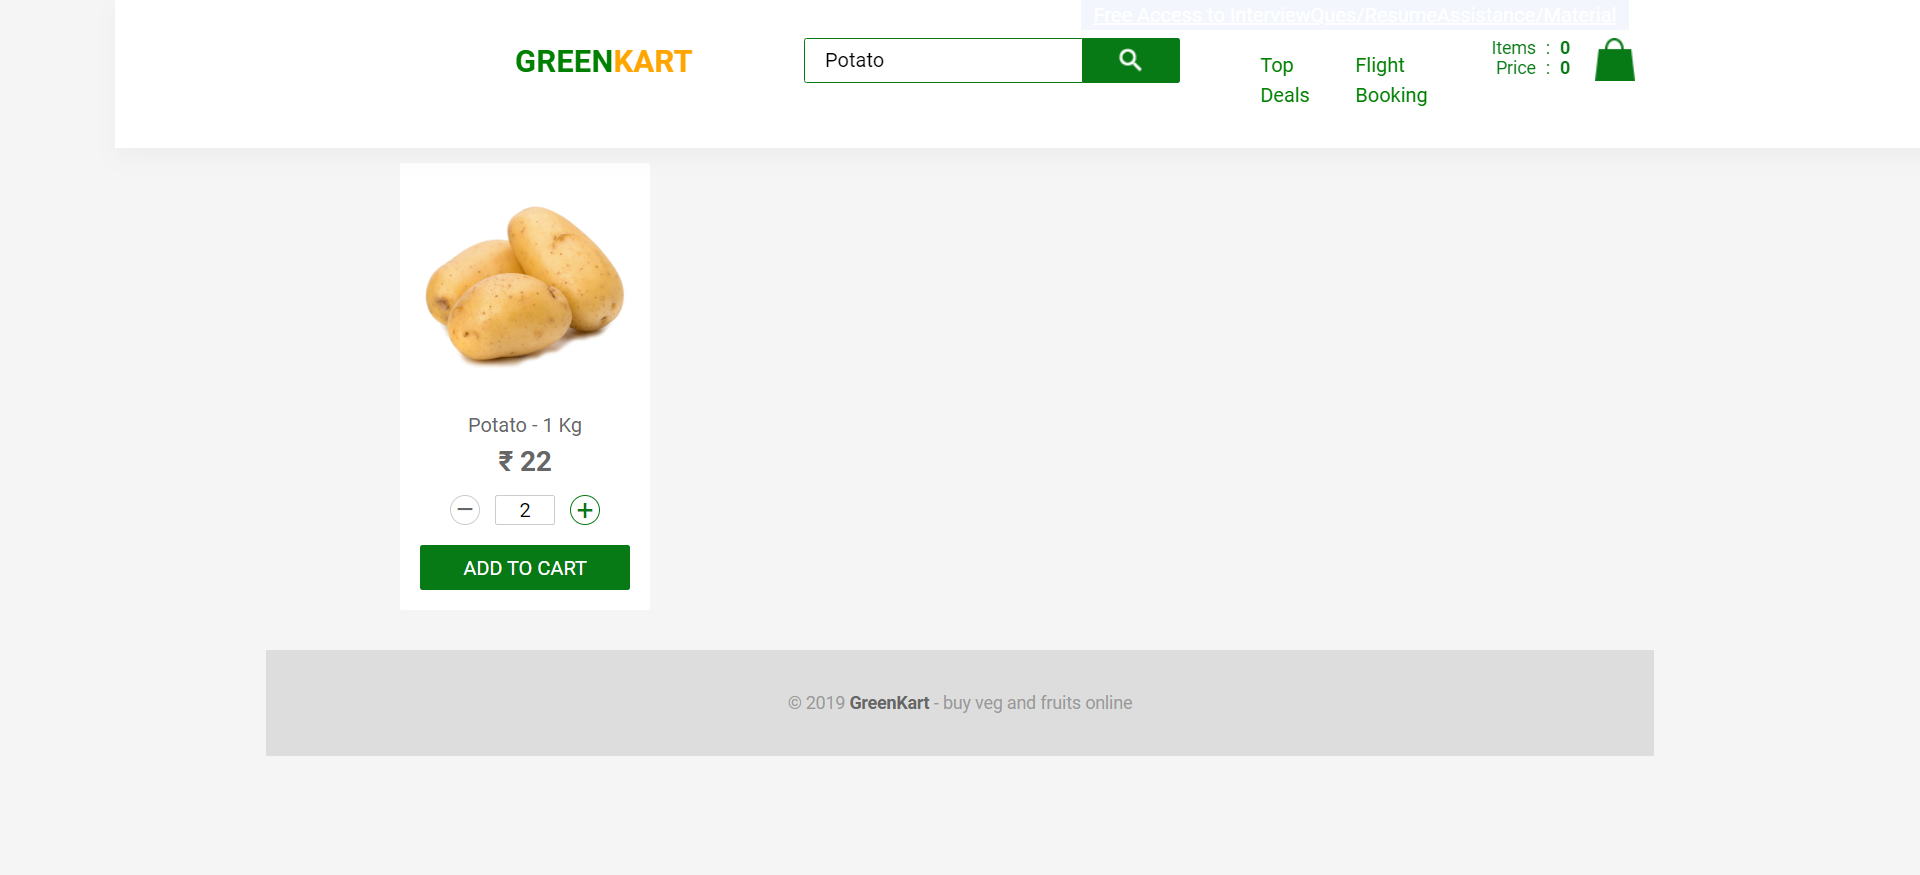 Free Access to InterviewQues/ResumeAssistance/Material
GREENKART
Potato
Top Deals
Flight Booking
Items : 0
Price : 0
Potato - 1 Kg
₹ 22
2
ADD TO CART
© 2019 GreenKart - buy veg and fruits online